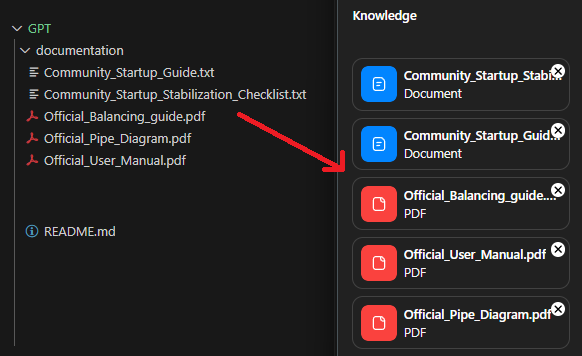 GPT
documentation
Community_Startup_Guide.txt
Community_Startup_Stabilization_Checklist.txt
Official_Balancing_guide.pdf
Official_Pipe_Diagram.pdf
Official_User_Manual.pdf
README.md
Knowledge
Community_Startup_Stabi...
Document
Community_Startup_Guid...
Document
Official_Balancing_guide....
PDF
Official_User_Manual.pdf
PDF
Official_Pipe_Diagram.pdf
PDF